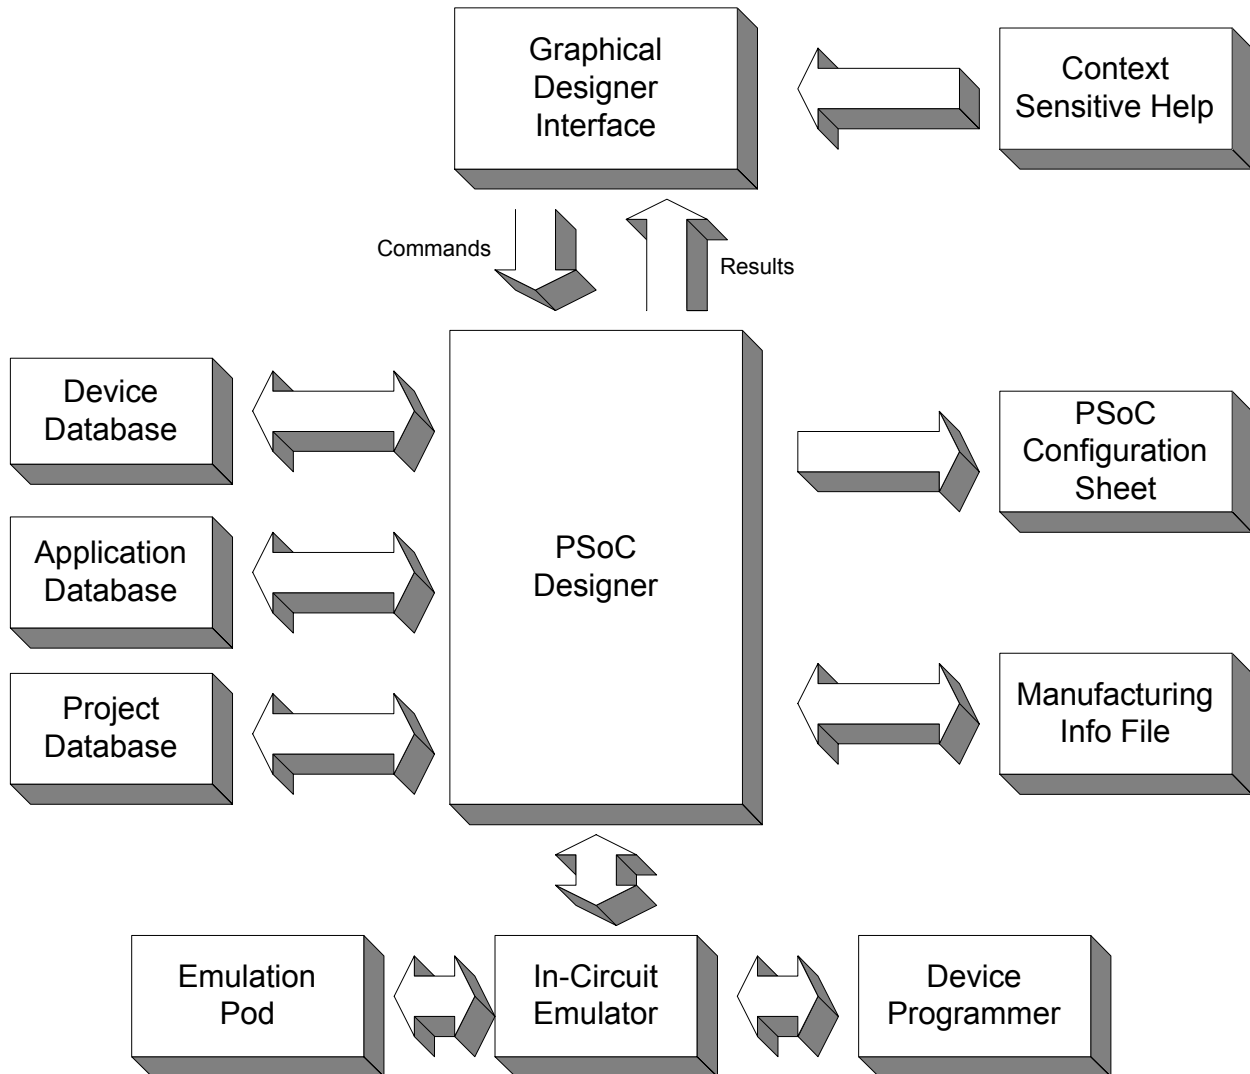 Graphical
Designer
Interface
Context
Sensitive Help
Commands
Results
Device
Database
PSoC
Configuration
Sheet
Application
Database
PSoC
Designer
Project
Database
Manufacturing
Info File
Emulation
Pod
In-Circuit
Emulator
Device
Programmer